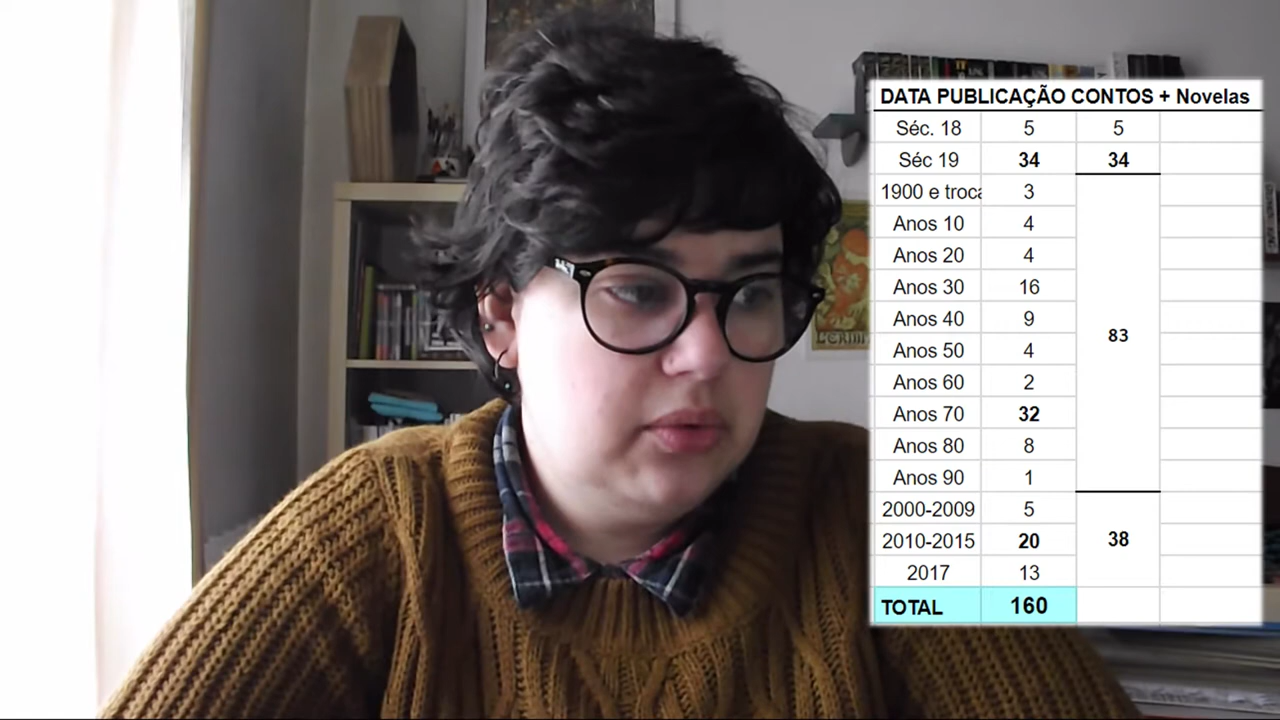 DATA PUBLICAÇÃO CONTOS + Novelas
Séc. 18 5 5
Séc 19 34 34
1900 e troca 3
Anos 10 4
Anos 20 4
Anos 30 16
Anos 40 9
Anos 50 4 83
Anos 60 2
Anos 70 32
Anos 80 8
Anos 90 1
2000-2009 5
2010-2015 20 38
2017 13
TOTAL 160